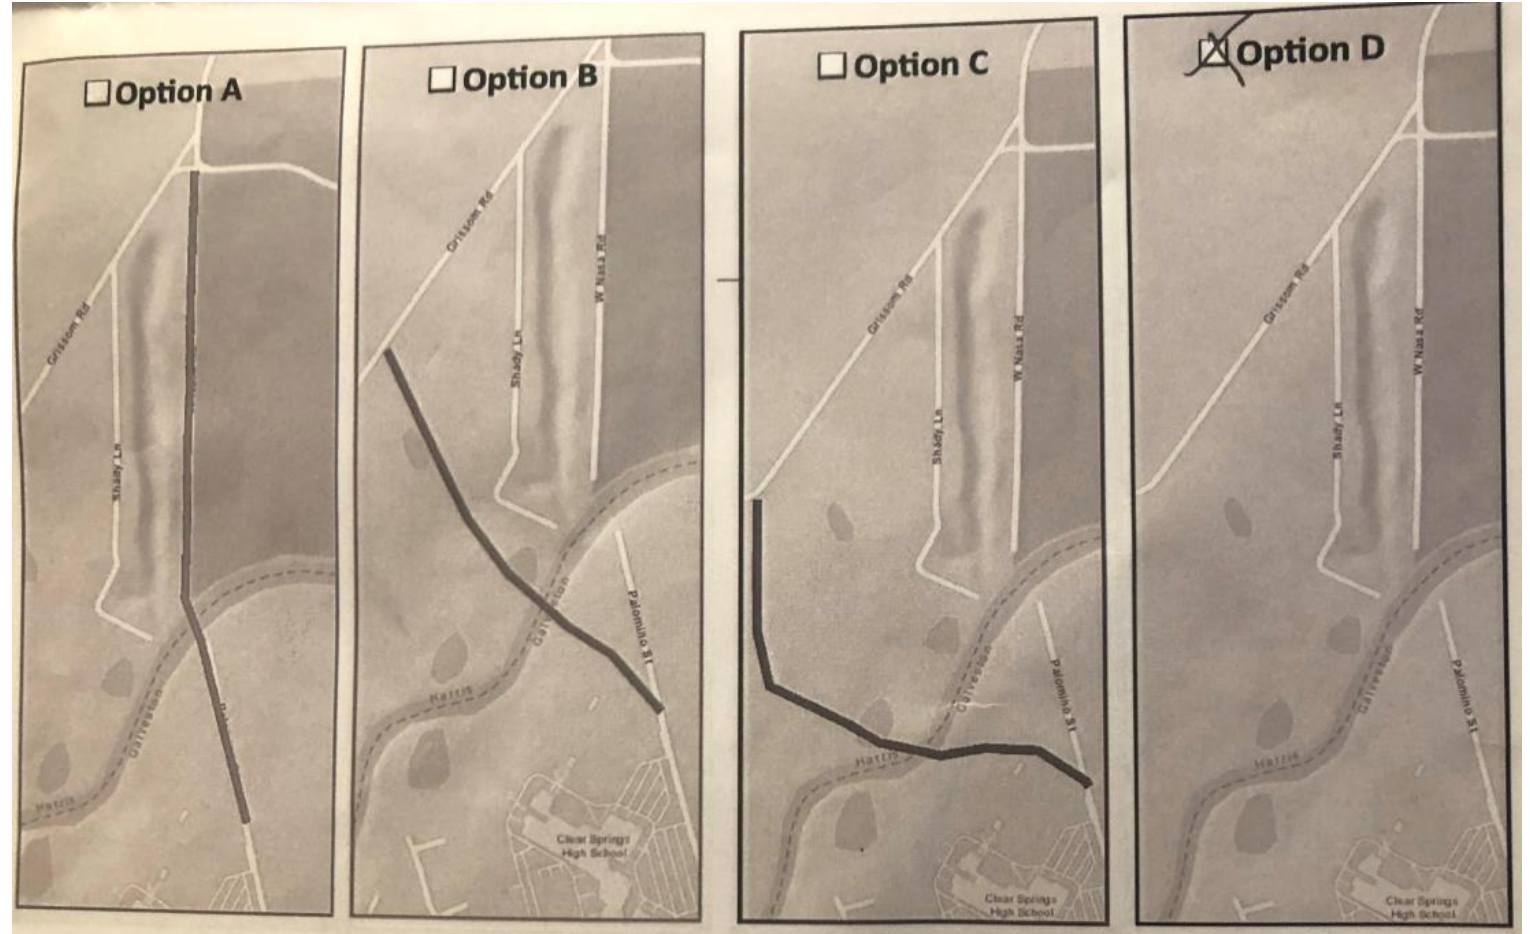 Option A
Grissom Rd
Shady Ln
Galveston
Harris
Option B
Grissom Rd
Shady Ln
W Nasa Rd
Galveston
Harris
Palomino St
Clear Springs
High School
Option C
Grissom Rd
Shady Ln
W Nasa Rd
Galveston
Harris
Palomino St
Clear Springs
High School
Option D
Grissom Rd
Shady Ln
W Nasa Rd
Galveston
Harris
Palomino St
Clear Springs
High School